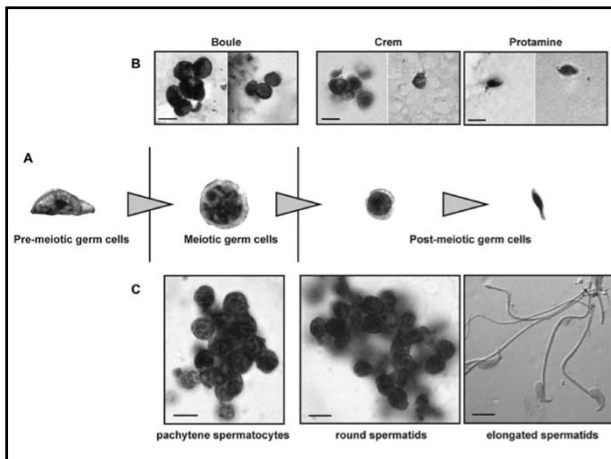 Boule
Crem
Protamine
B
A
Pre-meiotic germ cells
Meiotic germ cells
Post-meiotic germ cells
C
pachytene spermatocytes
round spermatids
elongated spermatids